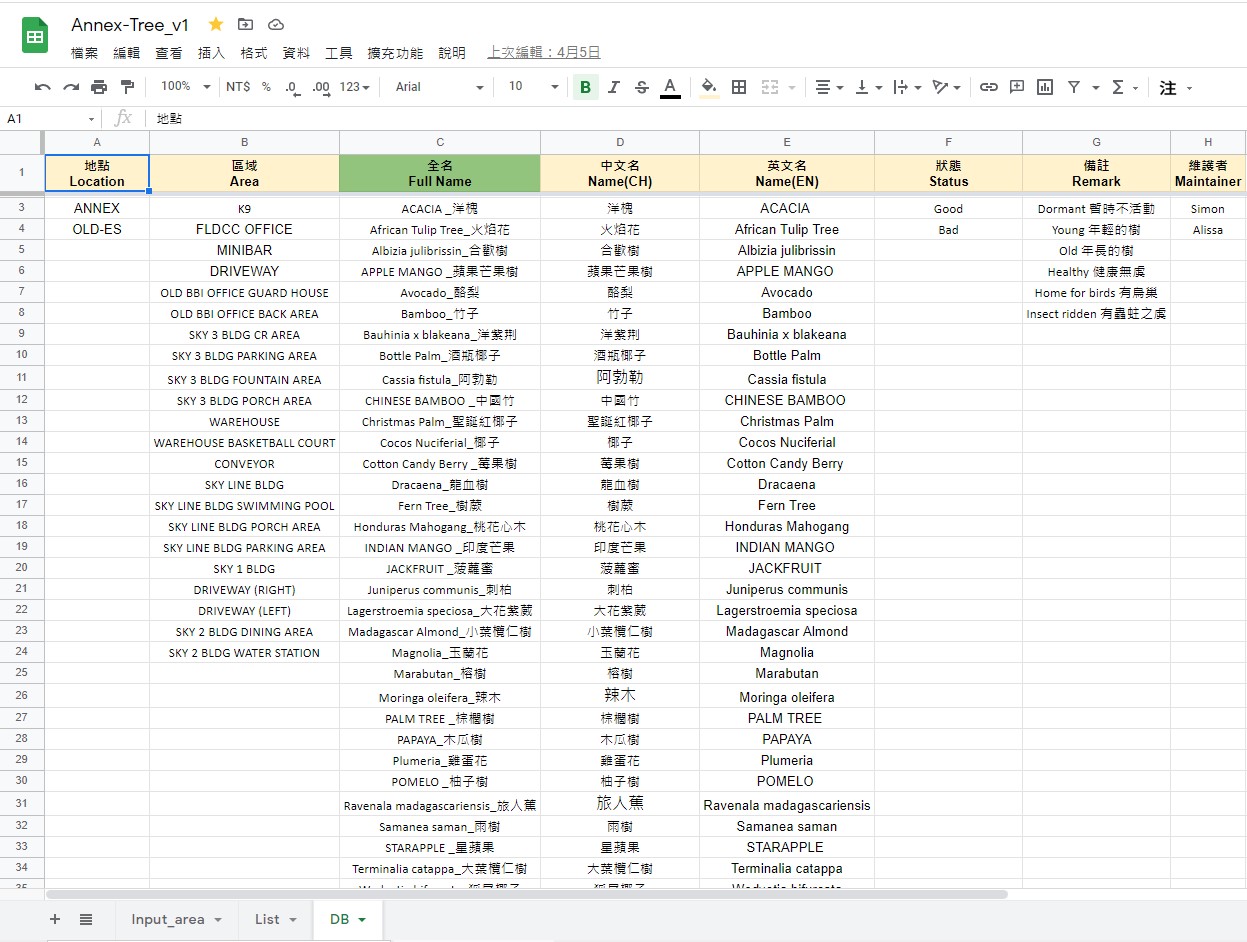 Annex-Tree_v1
檔案 編輯 查看 插入 格式 資料 工具 擴充功能 說明 上次編輯：4月5日
100% NT$ % .0 .00 123 Arial 10 B I S A 注
A1 fx 地點
A B C D E F G H
1 地點 區域 全名 中文名 英文名 狀態 備註 維護者
Location Area Full Name Name(CH) Name(EN) Status Remark Maintainer
3 ANNEX K9 ACACIA _洋槐 洋槐 ACACIA Good Dormant 暫時不活動 Simon
4 OLD-ES FLDCC OFFICE African Tulip Tree_火焰花 火焰花 African Tulip Tree Bad Young 年輕的樹 Alissa
5 MINIBAR Albizia julibrissin_合歡樹 合歡樹 Albizia julibrissin Old 年長的樹
6 DRIVEWAY APPLE MANGO _蘋果芒果樹 蘋果芒果樹 APPLE MANGO Healthy 健康無虞
7 OLD BBI OFFICE GUARD HOUSE Avocado_酪梨 酪梨 Avocado Home for birds 有鳥巢
8 OLD BBI OFFICE BACK AREA Bamboo_竹子 竹子 Bamboo Insect ridden 有蟲蛀之虞
9 SKY 3 BLDG CR AREA Bauhinia x blakeana_洋紫荆 洋紫荆 Bauhinia x blakeana
10 SKY 3 BLDG PARKING AREA Bottle Palm_酒瓶椰子 酒瓶椰子 Bottle Palm
11 SKY 3 BLDG FOUNTAIN AREA Cassia fistula_阿勃勒 阿勃勒 Cassia fistula
12 SKY 3 BLDG PORCH AREA CHINESE BAMBOO _中國竹 中國竹 CHINESE BAMBOO
13 WAREHOUSE Christmas Palm_聖誕紅椰子 聖誕紅椰子 Christmas Palm
14 WAREHOUSE BASKETBALL COURT Cocos Nuciferial_椰子 椰子 Cocos Nuciferial
15 CONVEYOR Cotton Candy Berry _莓果樹 莓果樹 Cotton Candy Berry
16 SKY LINE BLDG Dracaena_龍血樹 龍血樹 Dracaena
17 SKY LINE BLDG SWIMMING POOL Fern Tree_樹蕨 樹蕨 Fern Tree
18 SKY LINE BLDG PORCH AREA Honduras Mahogang_桃花心木 桃花心木 Honduras Mahogang
19 SKY LINE BLDG PARKING AREA INDIAN MANGO _印度芒果 印度芒果 INDIAN MANGO
20 SKY 1 BLDG JACKFRUIT _菠蘿蜜 菠蘿蜜 JACKFRUIT
21 DRIVEWAY (RIGHT) Juniperus communis_刺柏 刺柏 Juniperus communis
22 DRIVEWAY (LEFT) Lagerstroemia speciosa_大花紫薇 大花紫薇 Lagerstroemia speciosa
23 SKY 2 BLDG DINING AREA Madagascar Almond_小葉欖仁樹 小葉欖仁樹 Madagascar Almond
24 SKY 2 BLDG WATER STATION Magnolia_玉蘭花 玉蘭花 Magnolia
25 Marabutan_榕樹 榕樹 Marabutan
26 Moringa oleifera_辣木 辣木 Moringa oleifera
27 PALM TREE _棕櫚樹 棕櫚樹 PALM TREE
28 PAPAYA_木瓜樹 木瓜樹 PAPAYA
29 Plumeria_雞蛋花 雞蛋花 Plumeria
30 POMELO _柚子樹 柚子樹 POMELO
31 Ravenala madagascariensis_旅人蕉 旅人蕉 Ravenala madagascariensis
32 Samanea saman_雨樹 雨樹 Samanea saman
33 STARAPPLE _星蘋果 星蘋果 STARAPPLE
34 Terminalia catappa_大葉欖仁樹 大葉欖仁樹 Terminalia catappa
35
Input_area List DB